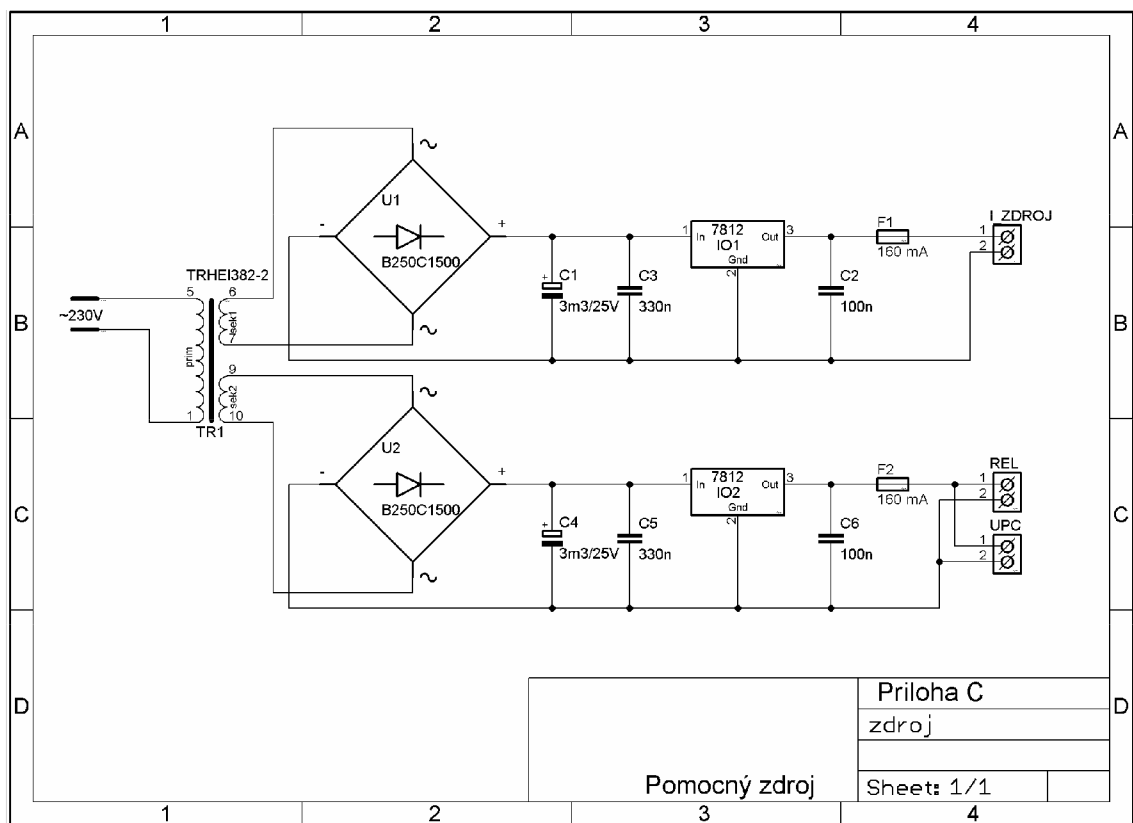 1 2 3 4
A A
~
U1
I_ZDROJ
- +
1 7812 3
In Out
IO1
Gnd
2
F1
160 mA
1
2
B250C1500
TRHEI382-2
+ C1
3m3/25V
C3
330n
C2
100n
B B
5 6
~230V
prim
sek1
7
~
9
sek2
1 10
TR1
~
U2
REL
- +
1 7812 3
In Out
IO2
Gnd
2
F2
160 mA
1
2
B250C1500
C C
+ C4
3m3/25V
C5
330n
C6
100n
UPC
1
2
~
D D
Priloha C
zdroj
Pomocný zdroj
Sheet: 1/1
1 2 3 4